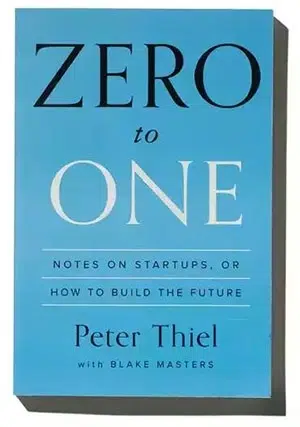 ZERO
to
ONE
NOTES ON STARTUPS, OR
HOW TO BUILD THE FUTURE
Peter Thiel
with BLAKE MASTERS